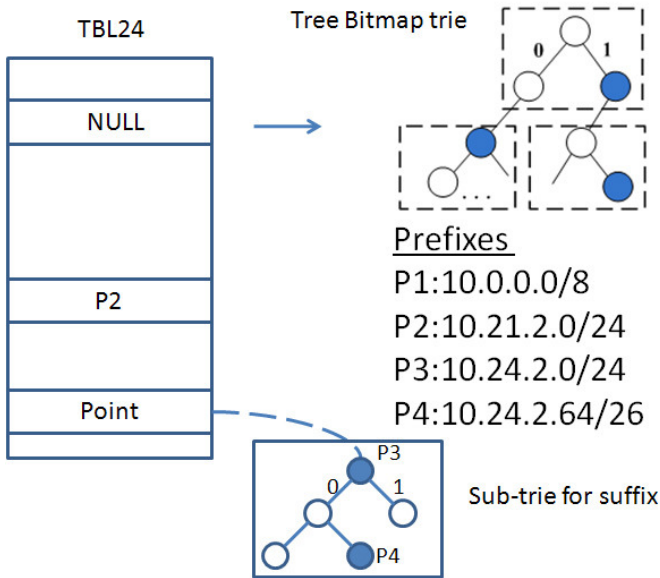 TBL24
Tree Bitmap trie
0 1
NULL
...
Prefixes
P1:10.0.0.0/8
P2:10.21.2.0/24
P3:10.24.2.0/24
P4:10.24.2.64/26
P2
Point
P3
0 1
P4
Sub-trie for suffix